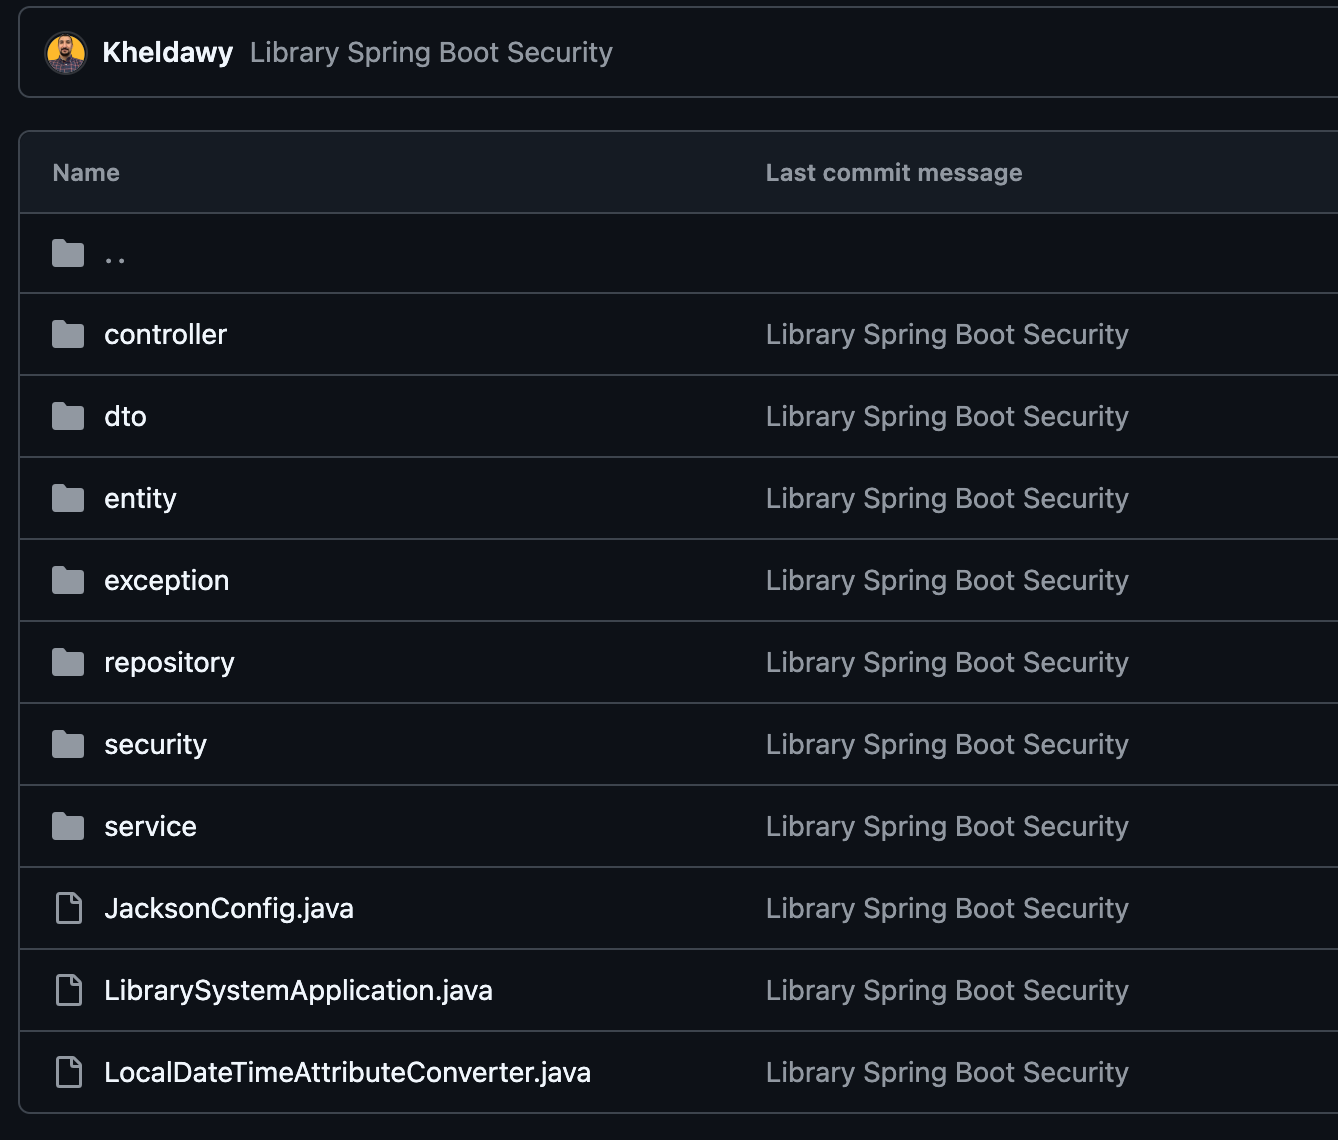 Kheldawy Library Spring Boot Security
Name Last commit message
..
controller Library Spring Boot Security
dto Library Spring Boot Security
entity Library Spring Boot Security
exception Library Spring Boot Security
repository Library Spring Boot Security
security Library Spring Boot Security
service Library Spring Boot Security
JacksonConfig.java Library Spring Boot Security
LibrarySystemApplication.java Library Spring Boot Security
LocalDateTimeAttributeConverter.java Library Spring Boot Security